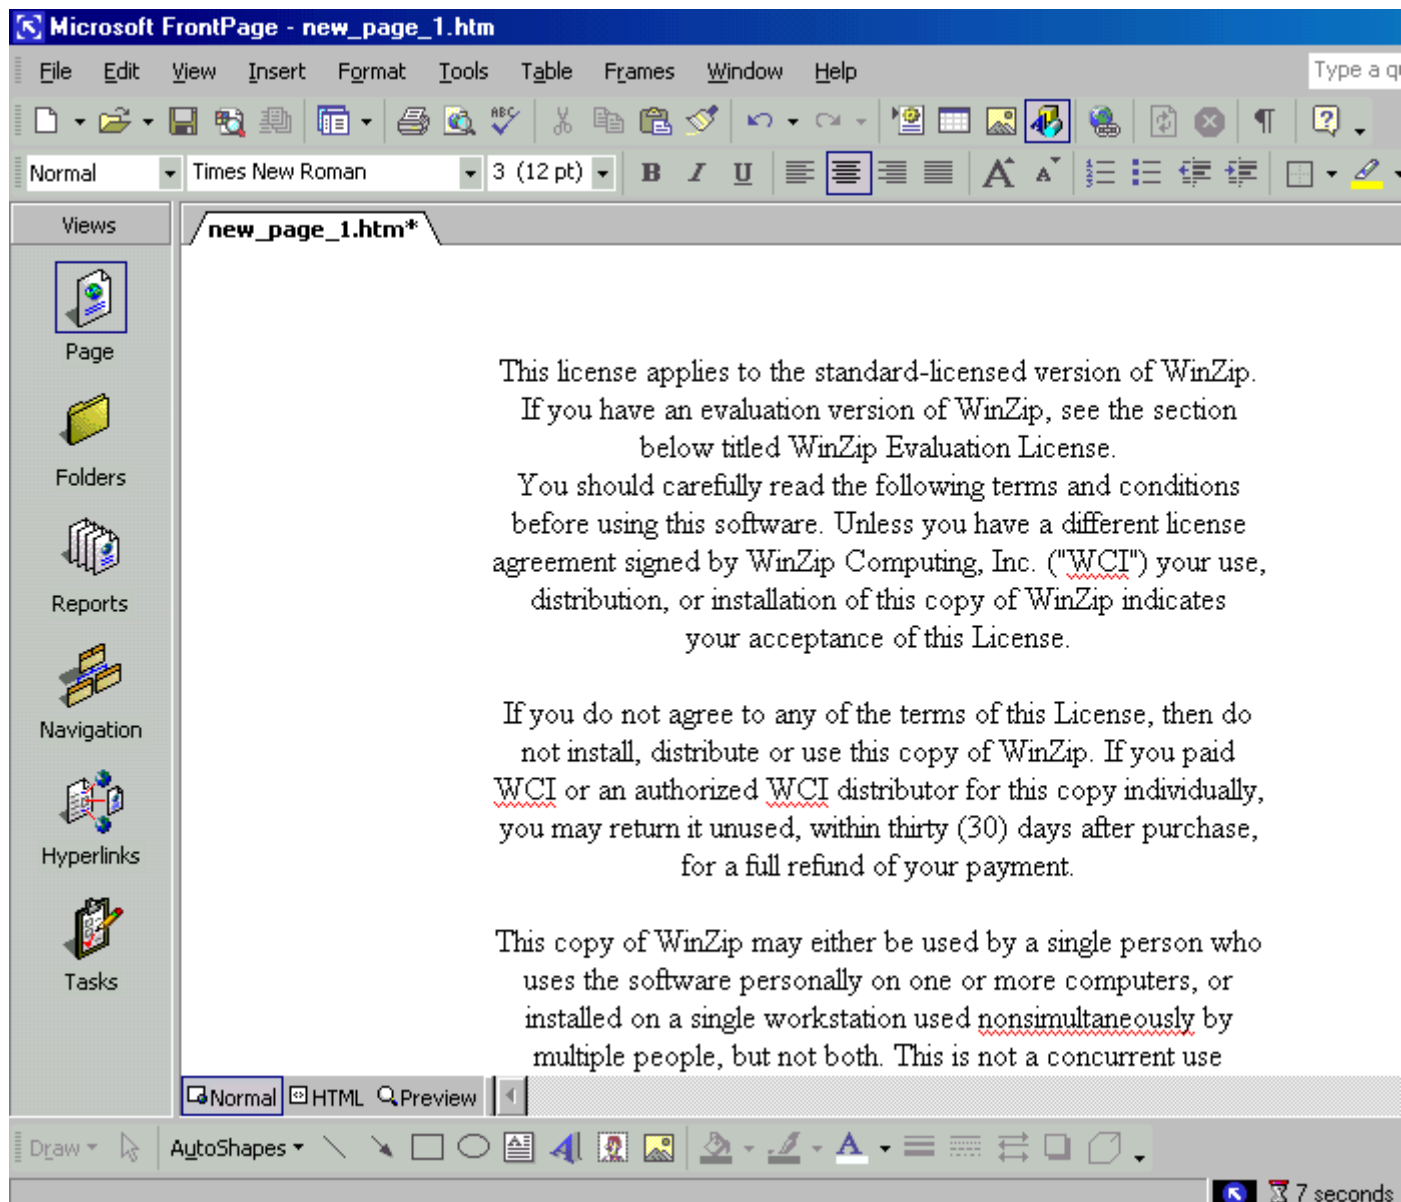 Microsoft FrontPage - new_page_1.htm
File Edit View Insert Format Tools Table Frames Window Help Type a qu
ABC
Normal Times New Roman 3 (12 pt) B I U A A
Views new_page_1.htm*
Page
Folders
Reports
Navigation
Hyperlinks
Tasks
This license applies to the standard-licensed version of WinZip.
If you have an evaluation version of WinZip, see the section
below titled WinZip Evaluation License.
You should carefully read the following terms and conditions
before using this software. Unless you have a different license
agreement signed by WinZip Computing, Inc. ("WCI") your use,
distribution, or installation of this copy of WinZip indicates
your acceptance of this License.
If you do not agree to any of the terms of this License, then do
not install, distribute or use this copy of WinZip. If you paid
WCI or an authorized WCI distributor for this copy individually,
you may return it unused, within thirty (30) days after purchase,
for a full refund of your payment.
This copy of WinZip may either be used by a single person who
uses the software personally on one or more computers, or
installed on a single workstation used nonsimultaneously by
multiple people, but not both. This is not a concurrent use
Normal HTML Preview
Draw AutoShapes A A
7 seconds